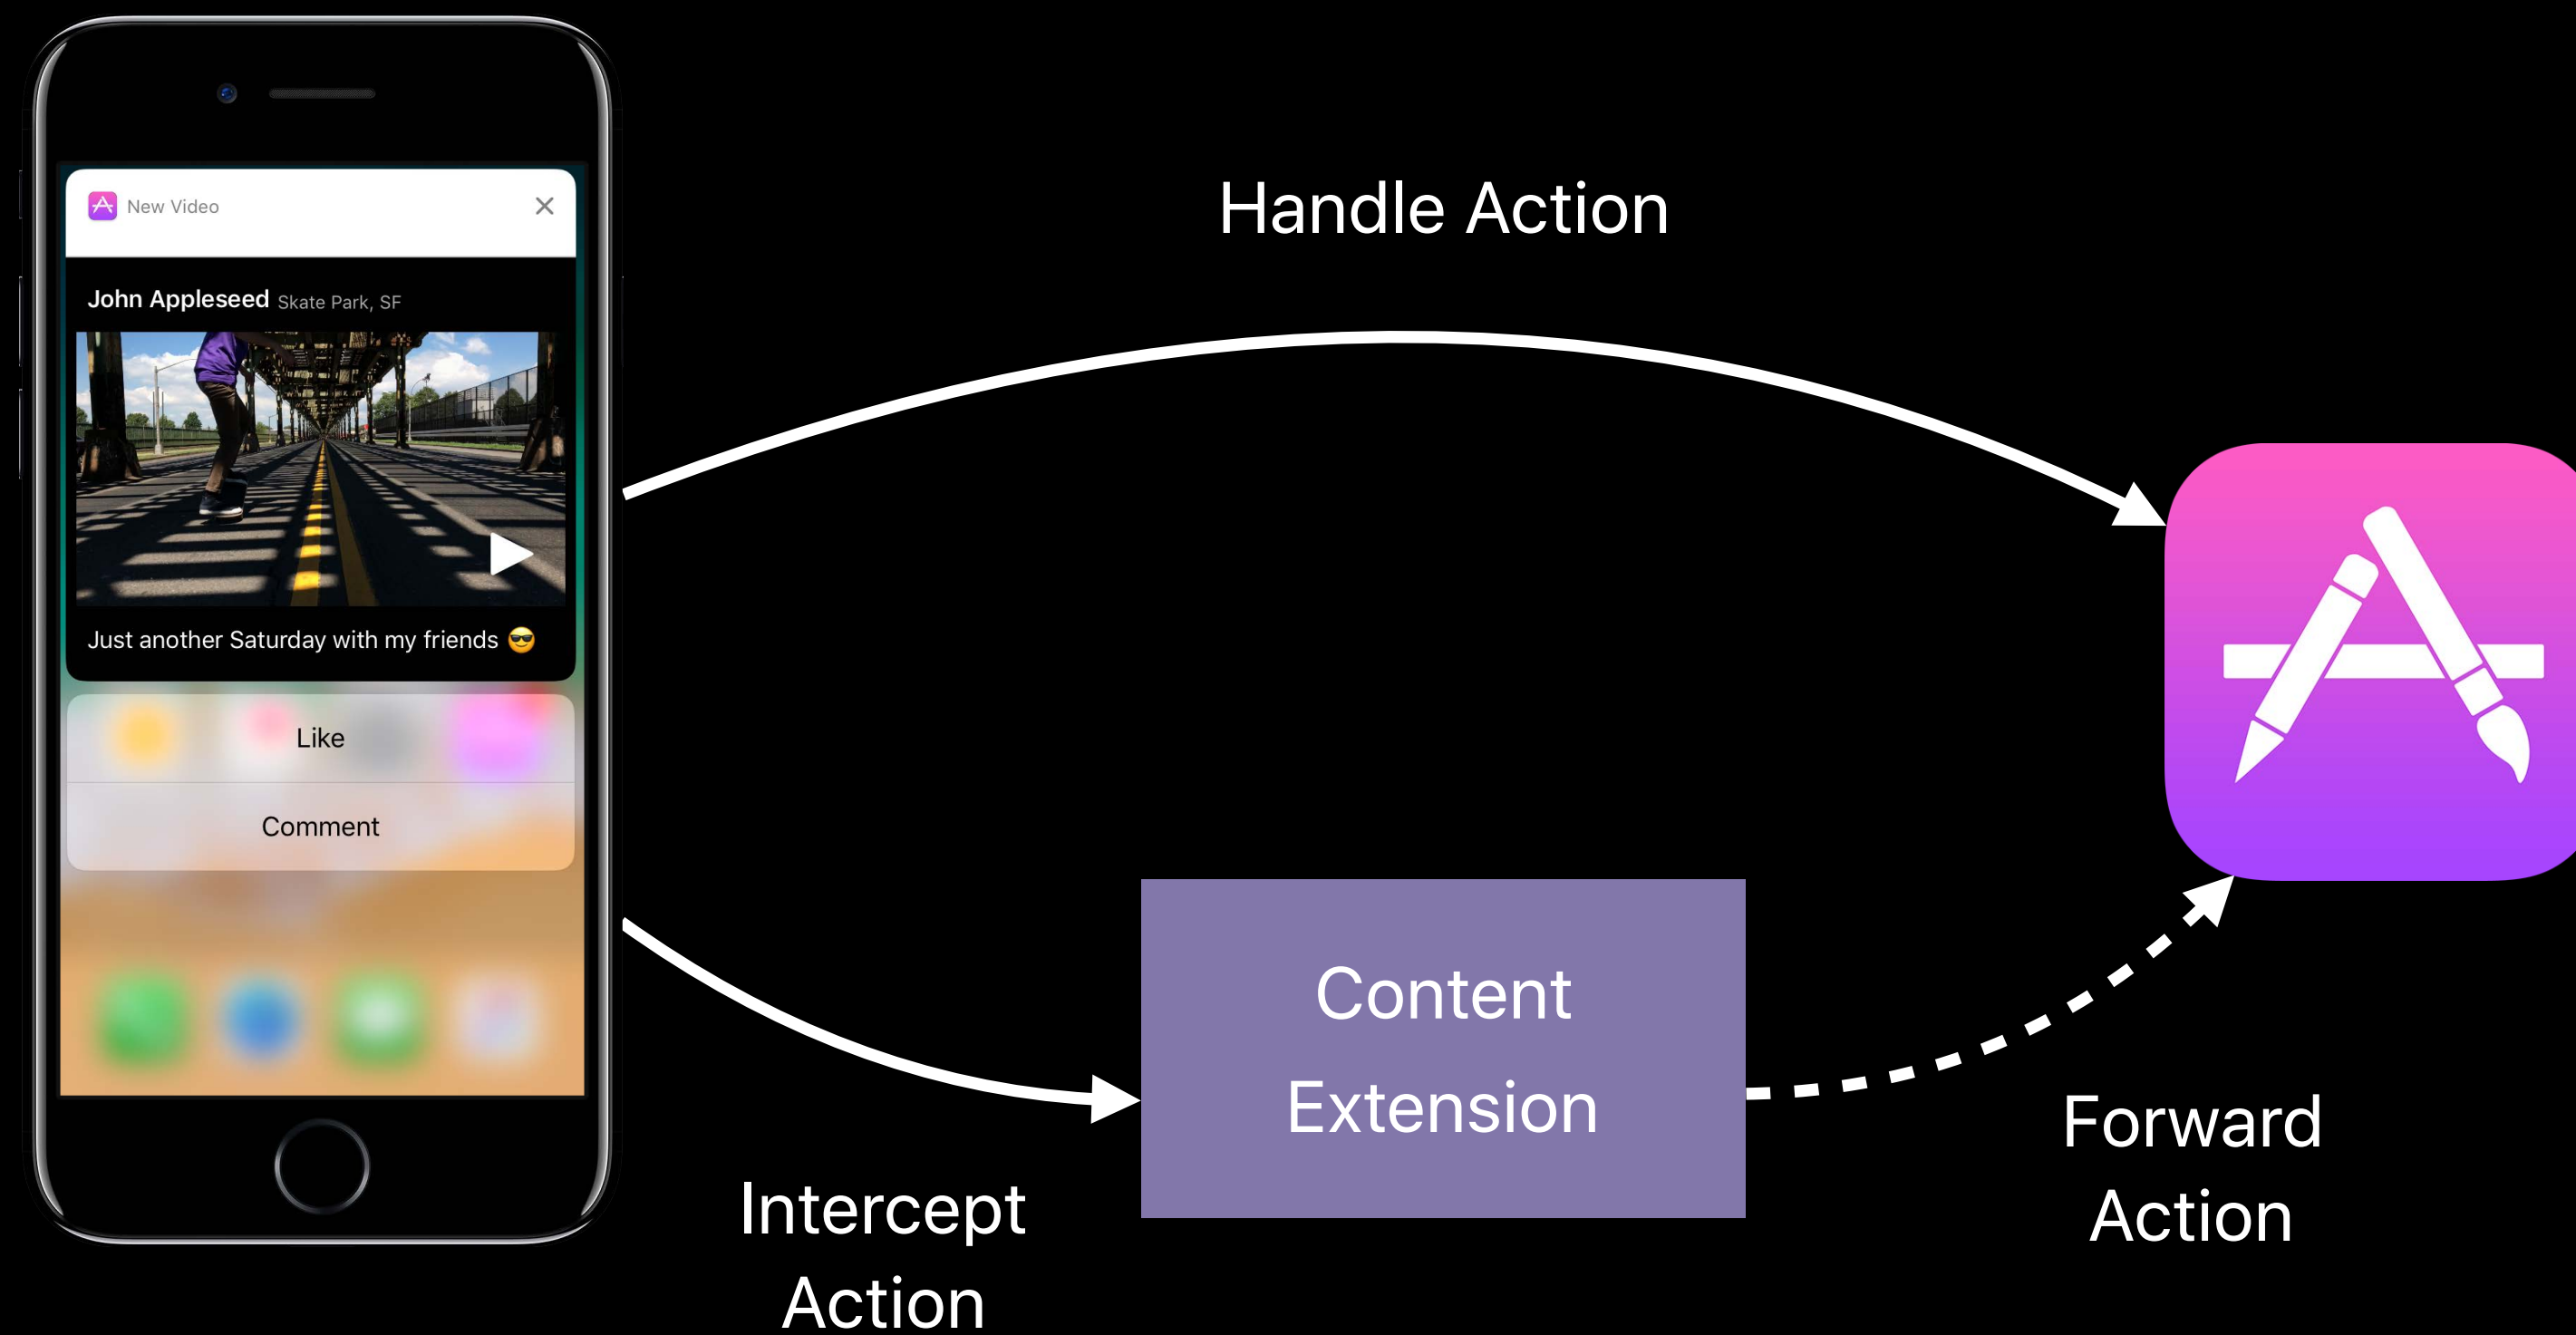 New Video
John Appleseed Skate Park, SF
Just another Saturday with my friends 😎
Like
Comment
Handle Action
Intercept
Action
Content
Extension
Forward
Action